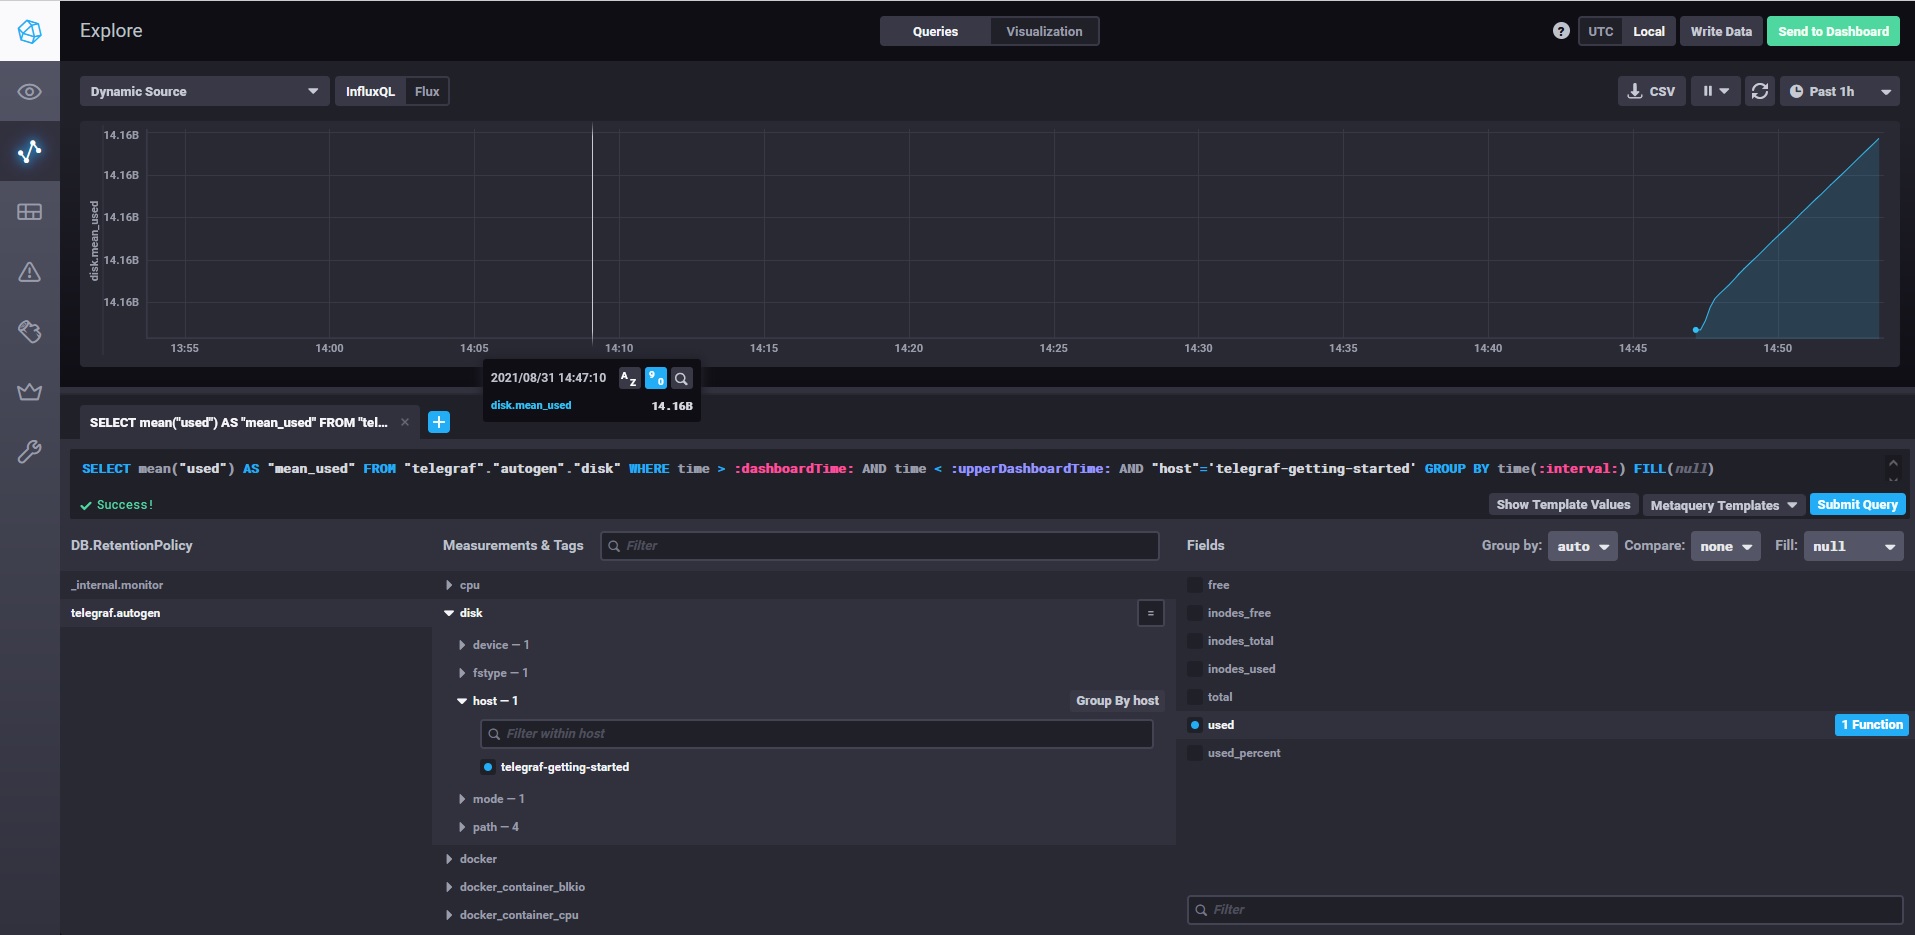 Explore
Queries
Visualization
?
UTC
Local
Write Data
Send to Dashboard
Dynamic Source
InfluxQL
Flux
CSV
Past 1h
disk.mean_used
14.16B
14.16B
14.16B
14.16B
14.16B
13:55
14:00
14:05
14:10
14:15
14:20
14:25
14:30
14:35
14:40
14:45
14:50
2021/08/31 14:47:10
A Z
9 0
disk.mean_used
14.16B
SELECT mean("used") AS "mean_used" FROM "tel...
SELECT mean("used") AS "mean_used" FROM "telegraf"."autogen"."disk" WHERE time > :dashboardTime: AND time < :upperDashboardTime: AND "host"='telegraf-getting-started' GROUP BY time(:interval:) FILL(null)
Success!
Show Template Values
Metaquery Templates
Submit Query
DB.RetentionPolicy
Measurements & Tags
Filter
Fields
Group by:
auto
Compare:
none
Fill:
null
_internal.monitor
telegraf.autogen
cpu
disk
=
device — 1
fstype — 1
host — 1
Group By host
Filter within host
telegraf-getting-started
mode — 1
path — 4
docker
docker_container_blkio
docker_container_cpu
free
inodes_free
inodes_total
inodes_used
total
used
1 Function
used_percent
Filter